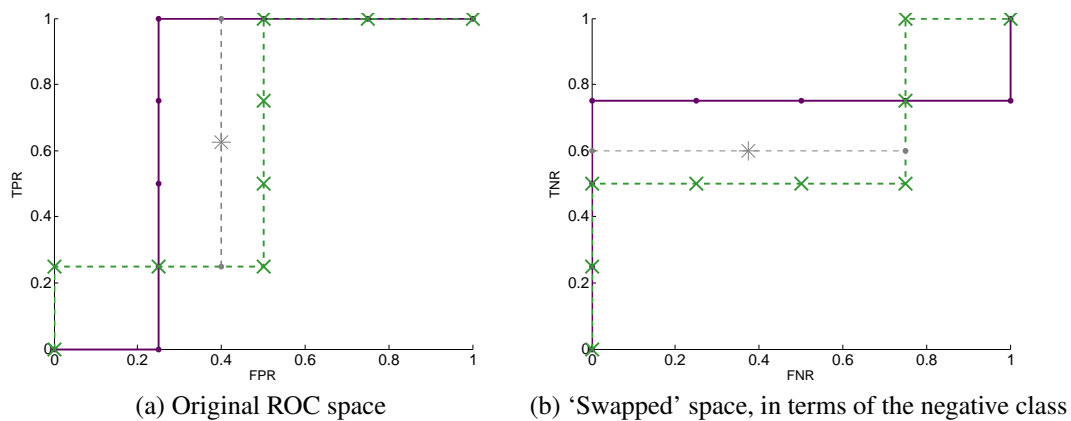 1
0.8
0.6
0.4
0.2
0
TPR
0 0.2 0.4 0.6 0.8 1
FPR
(a) Original ROC space
1
0.8
0.6
0.4
0.2
0
TNR
0 0.2 0.4 0.6 0.8 1
FNR
(b) ‘Swapped’ space, in terms of the negative class